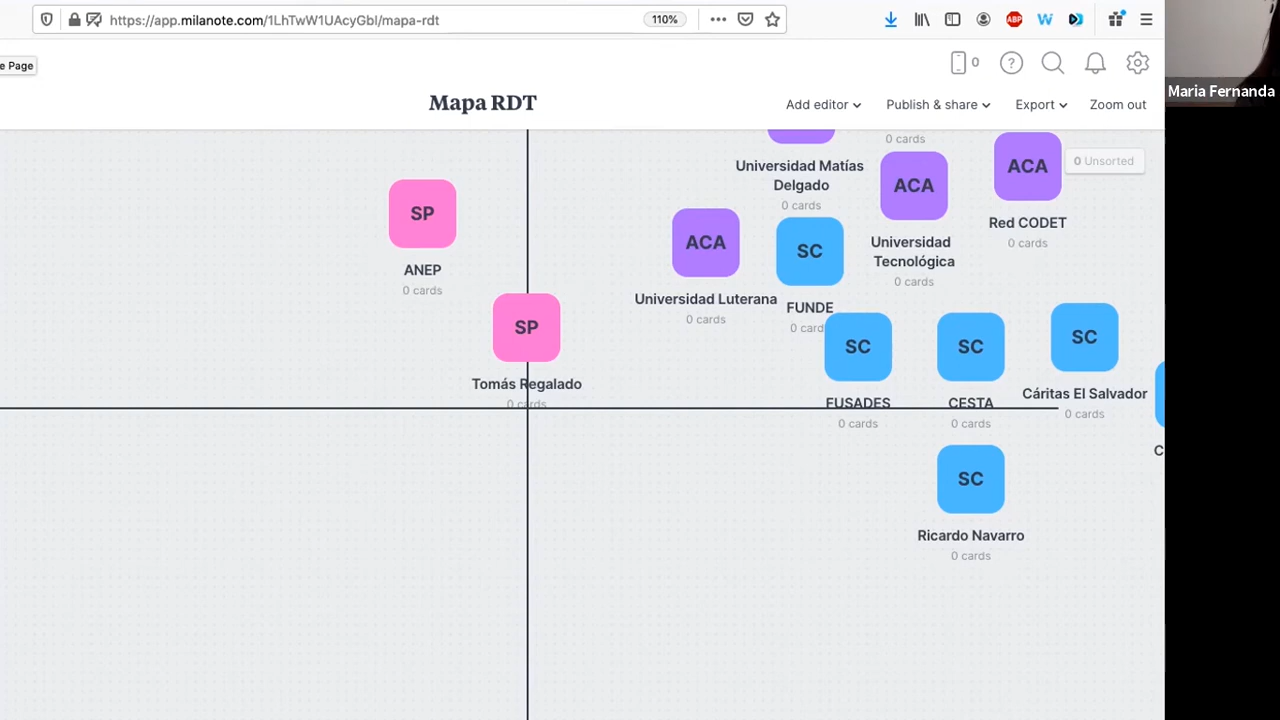 https://app.milanote.com/1LhTwW1UAcyGbl/mapa-rdt
110%
ABP
W
e Page
0
Maria Fernanda
Mapa RDT
Add editor
Publish & share
Export
Zoom out
0 cards
0 Unsorted
Universidad Matías
Delgado
0 cards
ACA
Universidad
Tecnológica
0 cards
ACA
Red CODET
0 cards
SP
ANEP
0 cards
ACA
Universidad Luterana
0 cards
SC
FUNDE
0 cards
SP
Tomás Regalado
0 cards
SC
FUSADES
0 cards
SC
CESTA
0 cards
SC
Cáritas El Salvador
0 cards
C
SC
Ricardo Navarro
0 cards